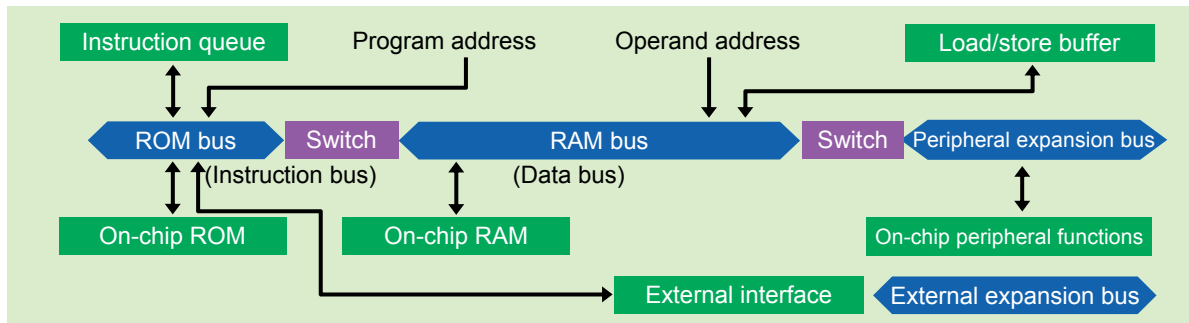 Instruction queue
Program address
Operand address
Load/store buffer
ROM bus
Switch
RAM bus
Switch
Peripheral expansion bus
(Instruction bus)
(Data bus)
On-chip ROM
On-chip RAM
On-chip peripheral functions
External interface
External expansion bus